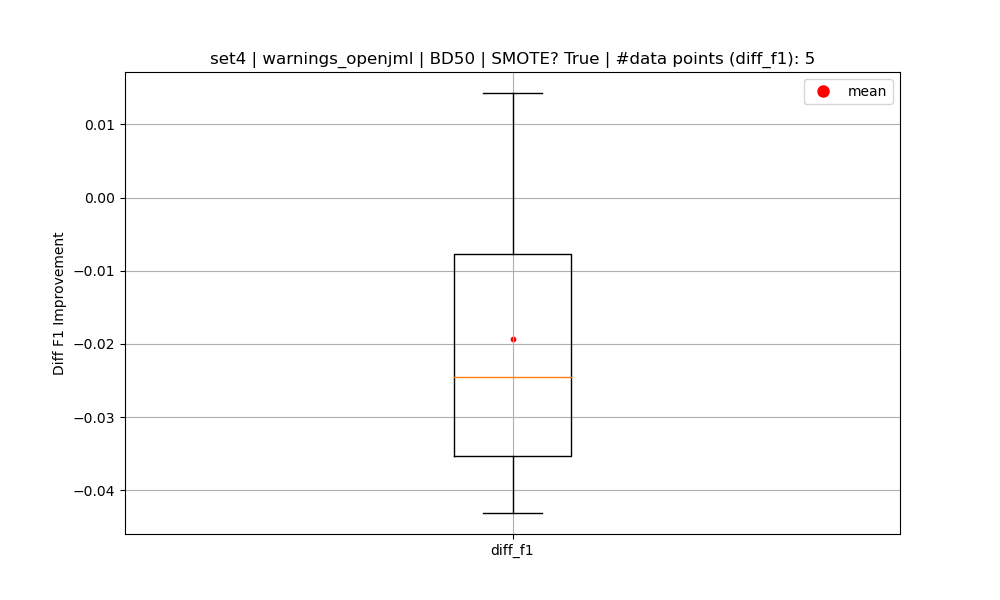 set4 | warnings_openjml | BD50 | SMOTE? True | #data points (diff_f1): 5
mean
0.01
0.00
−0.01
−0.02
−0.03
−0.04
Diff F1 Improvement
diff_f1